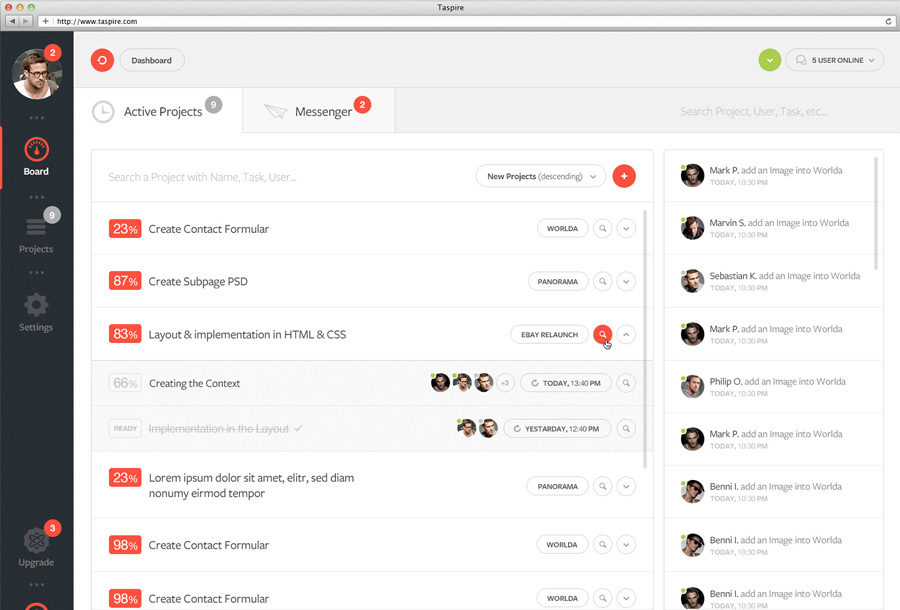 Taspire
http://www.taspire.com
2
Dashboard
5 USER ONLINE
Active Projects 9
Messenger 2
Search Project, User, Task, etc...
Board
9
Projects
Settings
3
Upgrade
Search a Project with Name, Task, User...
New Projects (descending)
+
23% Create Contact Formular WORLDA
87% Create Subpage PSD PANORAMA
83% Layout & implementation in HTML & CSS EBAY RELAUNCH
66% Creating the Context +3 TODAY, 13:40 PM
READY Implementation in the Layout YESTARDAY, 12:40 PM
23% Lorem ipsum dolor sit amet, elitr, sed diam
nonumy eirmod tempor
PANORAMA
98% Create Contact Formular WORLDA
98% Create Contact Formular WORLDA
Mark P. add an Image into Worlda
TODAY, 10:30 PM
Marvin S. add an Image into Worlda
TODAY, 10:30 PM
Sebastian K. add an Image into Worlda
TODAY, 10:30 PM
Mark P. add an Image into Worlda
TODAY, 10:30 PM
Philip O. add an Image into Worlda
TODAY, 10:30 PM
Mark P. add an Image into Worlda
TODAY, 10:30 PM
Benni I. add an Image into Worlda
TODAY, 10:30 PM
Benni I. add an Image into Worlda
TODAY, 10:30 PM
Benni I. add an Image into Worlda
TODAY, 10:30 PM